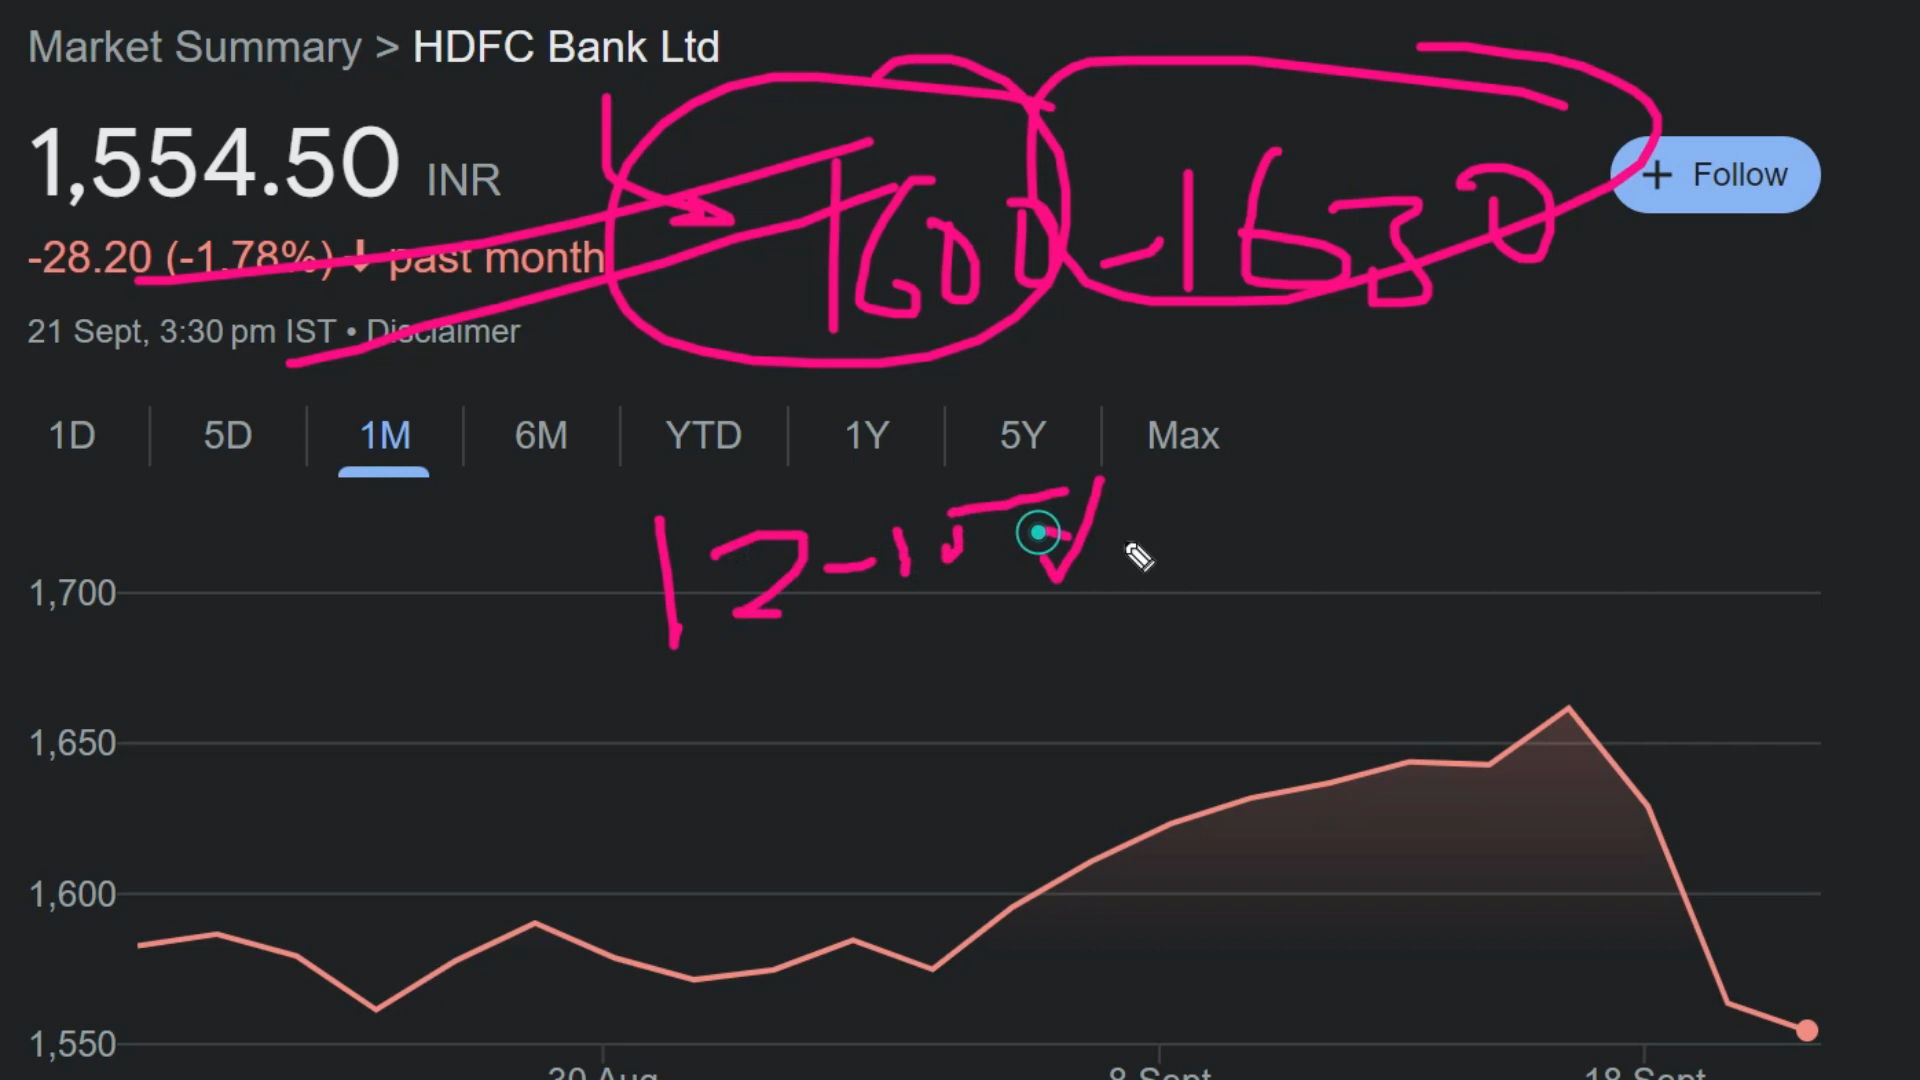 Market Summary > HDFC Bank Ltd
1,554.50 INR
1600 - 1630
+ Follow
-28.20 (-1.78%) ↓ past month
21 Sept, 3:30 pm IST • Disclaimer
1D 5D 1M 6M YTD 1Y 5Y Max
12-15
1,700
1,650
1,600
1,550
30 Aug 8 Sept 18 Sept